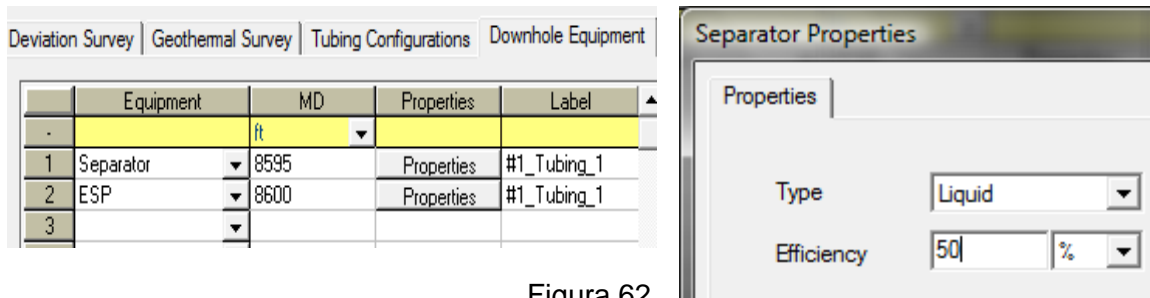 Deviation Survey Geothermal Survey Tubing Configurations Downhole Equipment
Equipment MD Properties Label
- ft
1 Separator 8595 Properties #1_Tubing_1
2 ESP 8600 Properties #1_Tubing_1
3
Separator Properties
Properties
Type Liquid
Efficiency 50 %
Figura 62